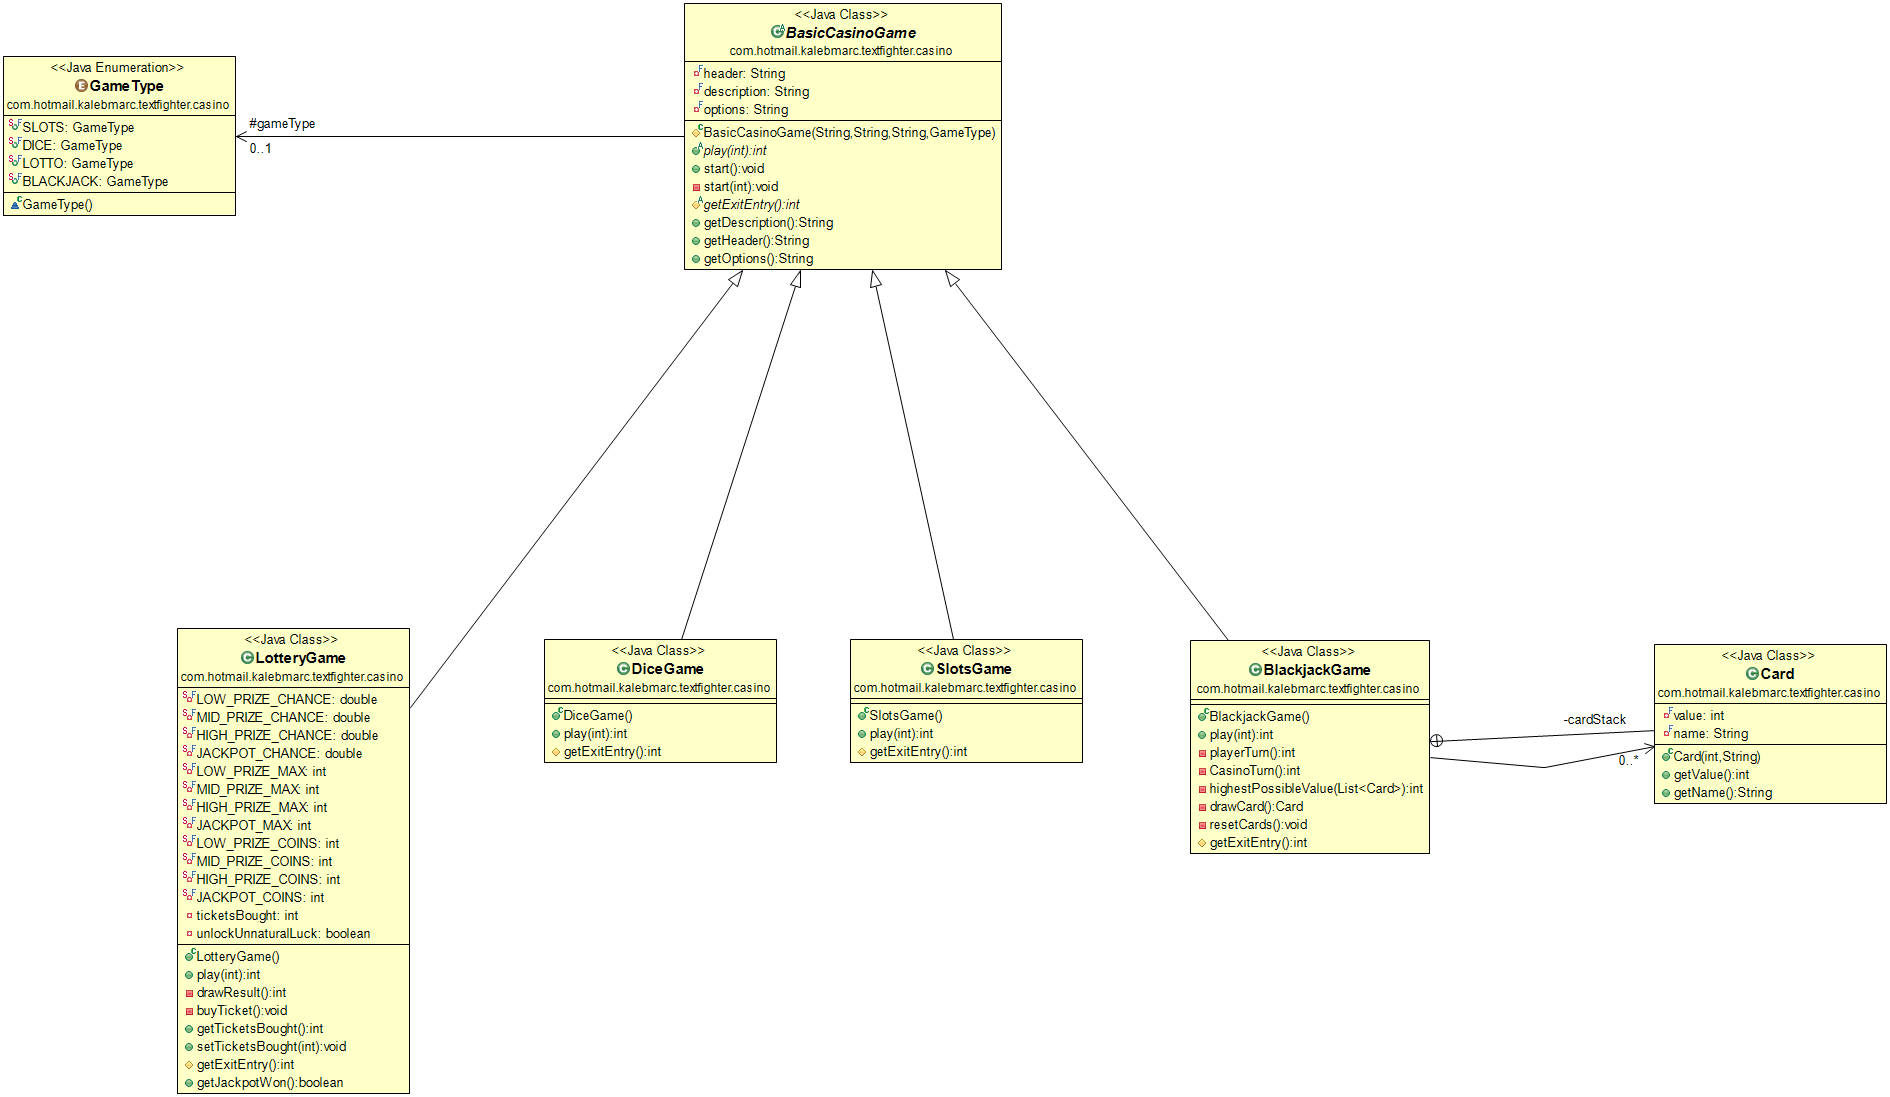 <<Java Class>>
BasicCasinoGame
com.hotmail.kalebmarc.textfighter.casino
header: String
description: String
options: String
BasicCasinoGame(String,String,String,GameType)
play(int):int
start():void
start(int):void
getExitEntry():int
getDescription():String
getHeader():String
getOptions():String
<<Java Enumeration>>
GameType
com.hotmail.kalebmarc.textfighter.casino
SLOTS: GameType
DICE: GameType
LOTTO: GameType
BLACKJACK: GameType
GameType()
#gameType
0..1
<<Java Class>>
LotteryGame
com.hotmail.kalebmarc.textfighter.casino
LOW_PRIZE_CHANCE: double
MID_PRIZE_CHANCE: double
HIGH_PRIZE_CHANCE: double
JACKPOT_CHANCE: double
LOW_PRIZE_MAX: int
MID_PRIZE_MAX: int
HIGH_PRIZE_MAX: int
JACKPOT_MAX: int
LOW_PRIZE_COINS: int
MID_PRIZE_COINS: int
HIGH_PRIZE_COINS: int
JACKPOT_COINS: int
ticketsBought: int
unlockUnnaturalLuck: boolean
LotteryGame()
play(int):int
drawResult():int
buyTicket():void
getTicketsBought():int
setTicketsBought(int):void
getExitEntry():int
getJackpotWon():boolean
<<Java Class>>
DiceGame
com.hotmail.kalebmarc.textfighter.casino
DiceGame()
play(int):int
getExitEntry():int
<<Java Class>>
SlotsGame
com.hotmail.kalebmarc.textfighter.casino
SlotsGame()
play(int):int
getExitEntry():int
<<Java Class>>
BlackjackGame
com.hotmail.kalebmarc.textfighter.casino
BlackjackGame()
play(int):int
playerTurn():int
CasinoTurn():int
highestPossibleValue(List<Card>):int
drawCard():Card
resetCards():void
getExitEntry():int
-cardStack
0..*
<<Java Class>>
Card
com.hotmail.kalebmarc.textfighter.casino
value: int
name: String
Card(int,String)
getValue():int
getName():String